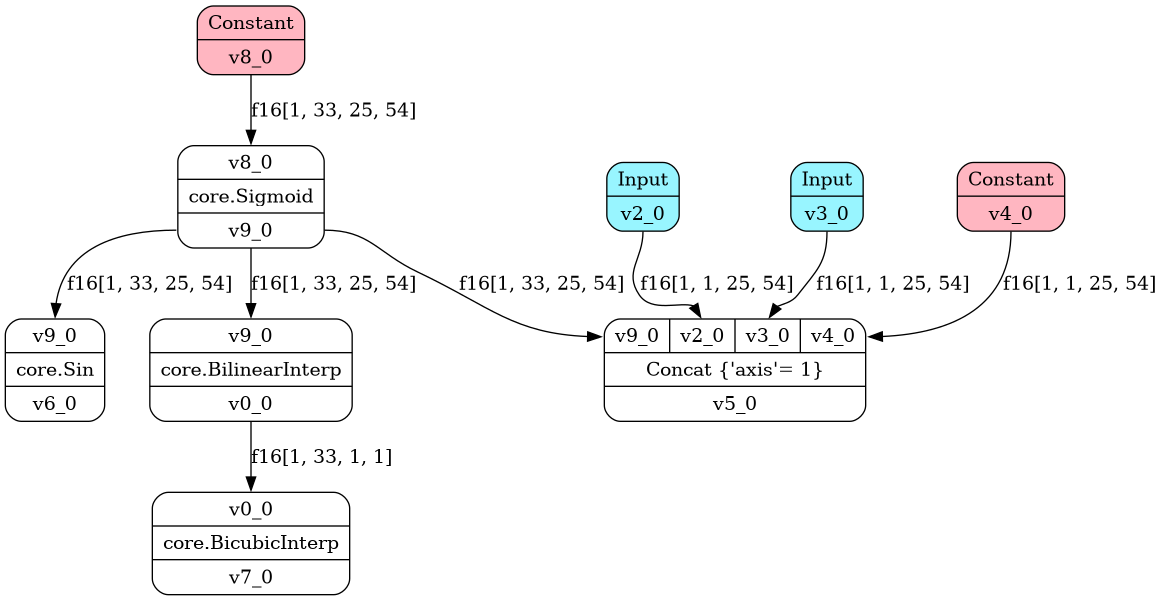 Constant
v8_0
f16[1, 33, 25, 54]
v8_0
core.Sigmoid
v9_0
Input
v2_0
Input
v3_0
Constant
v4_0
f16[1, 33, 25, 54]
f16[1, 33, 25, 54]
f16[1, 33, 25, 54]
f16[1, 1, 25, 54]
f16[1, 1, 25, 54]
f16[1, 1, 25, 54]
v9_0
core.Sin
v6_0
v9_0
core.BilinearInterp
v0_0
v9_0 v2_0 v3_0 v4_0
Concat {'axis'= 1}
v5_0
f16[1, 33, 1, 1]
v0_0
core.BicubicInterp
v7_0